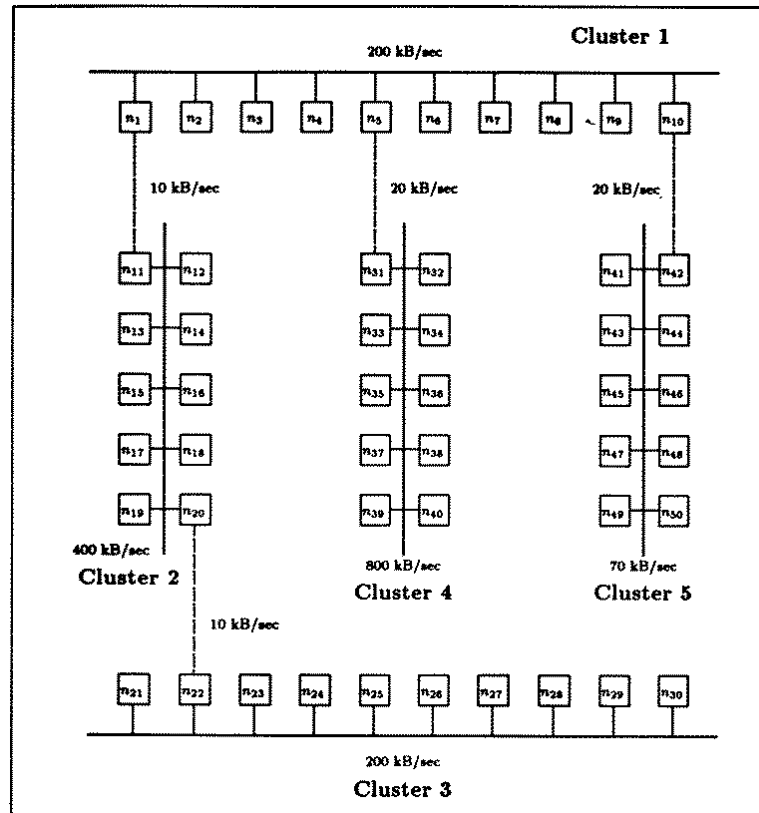 Cluster 1
200 kB/sec
n1 n2 n3 n4 n5 n6 n7 n8 n9 n10
10 kB/sec 20 kB/sec 20 kB/sec
n11 n12 n31 n32 n41 n42
n13 n14 n33 n34 n43 n44
n15 n16 n35 n36 n45 n46
n17 n18 n37 n38 n47 n48
n19 n20 n39 n40 n49 n50
400 kB/sec 800 kB/sec 70 kB/sec
Cluster 2 Cluster 4 Cluster 5
10 kB/sec
n21 n22 n23 n24 n25 n26 n27 n28 n29 n30
200 kB/sec
Cluster 3